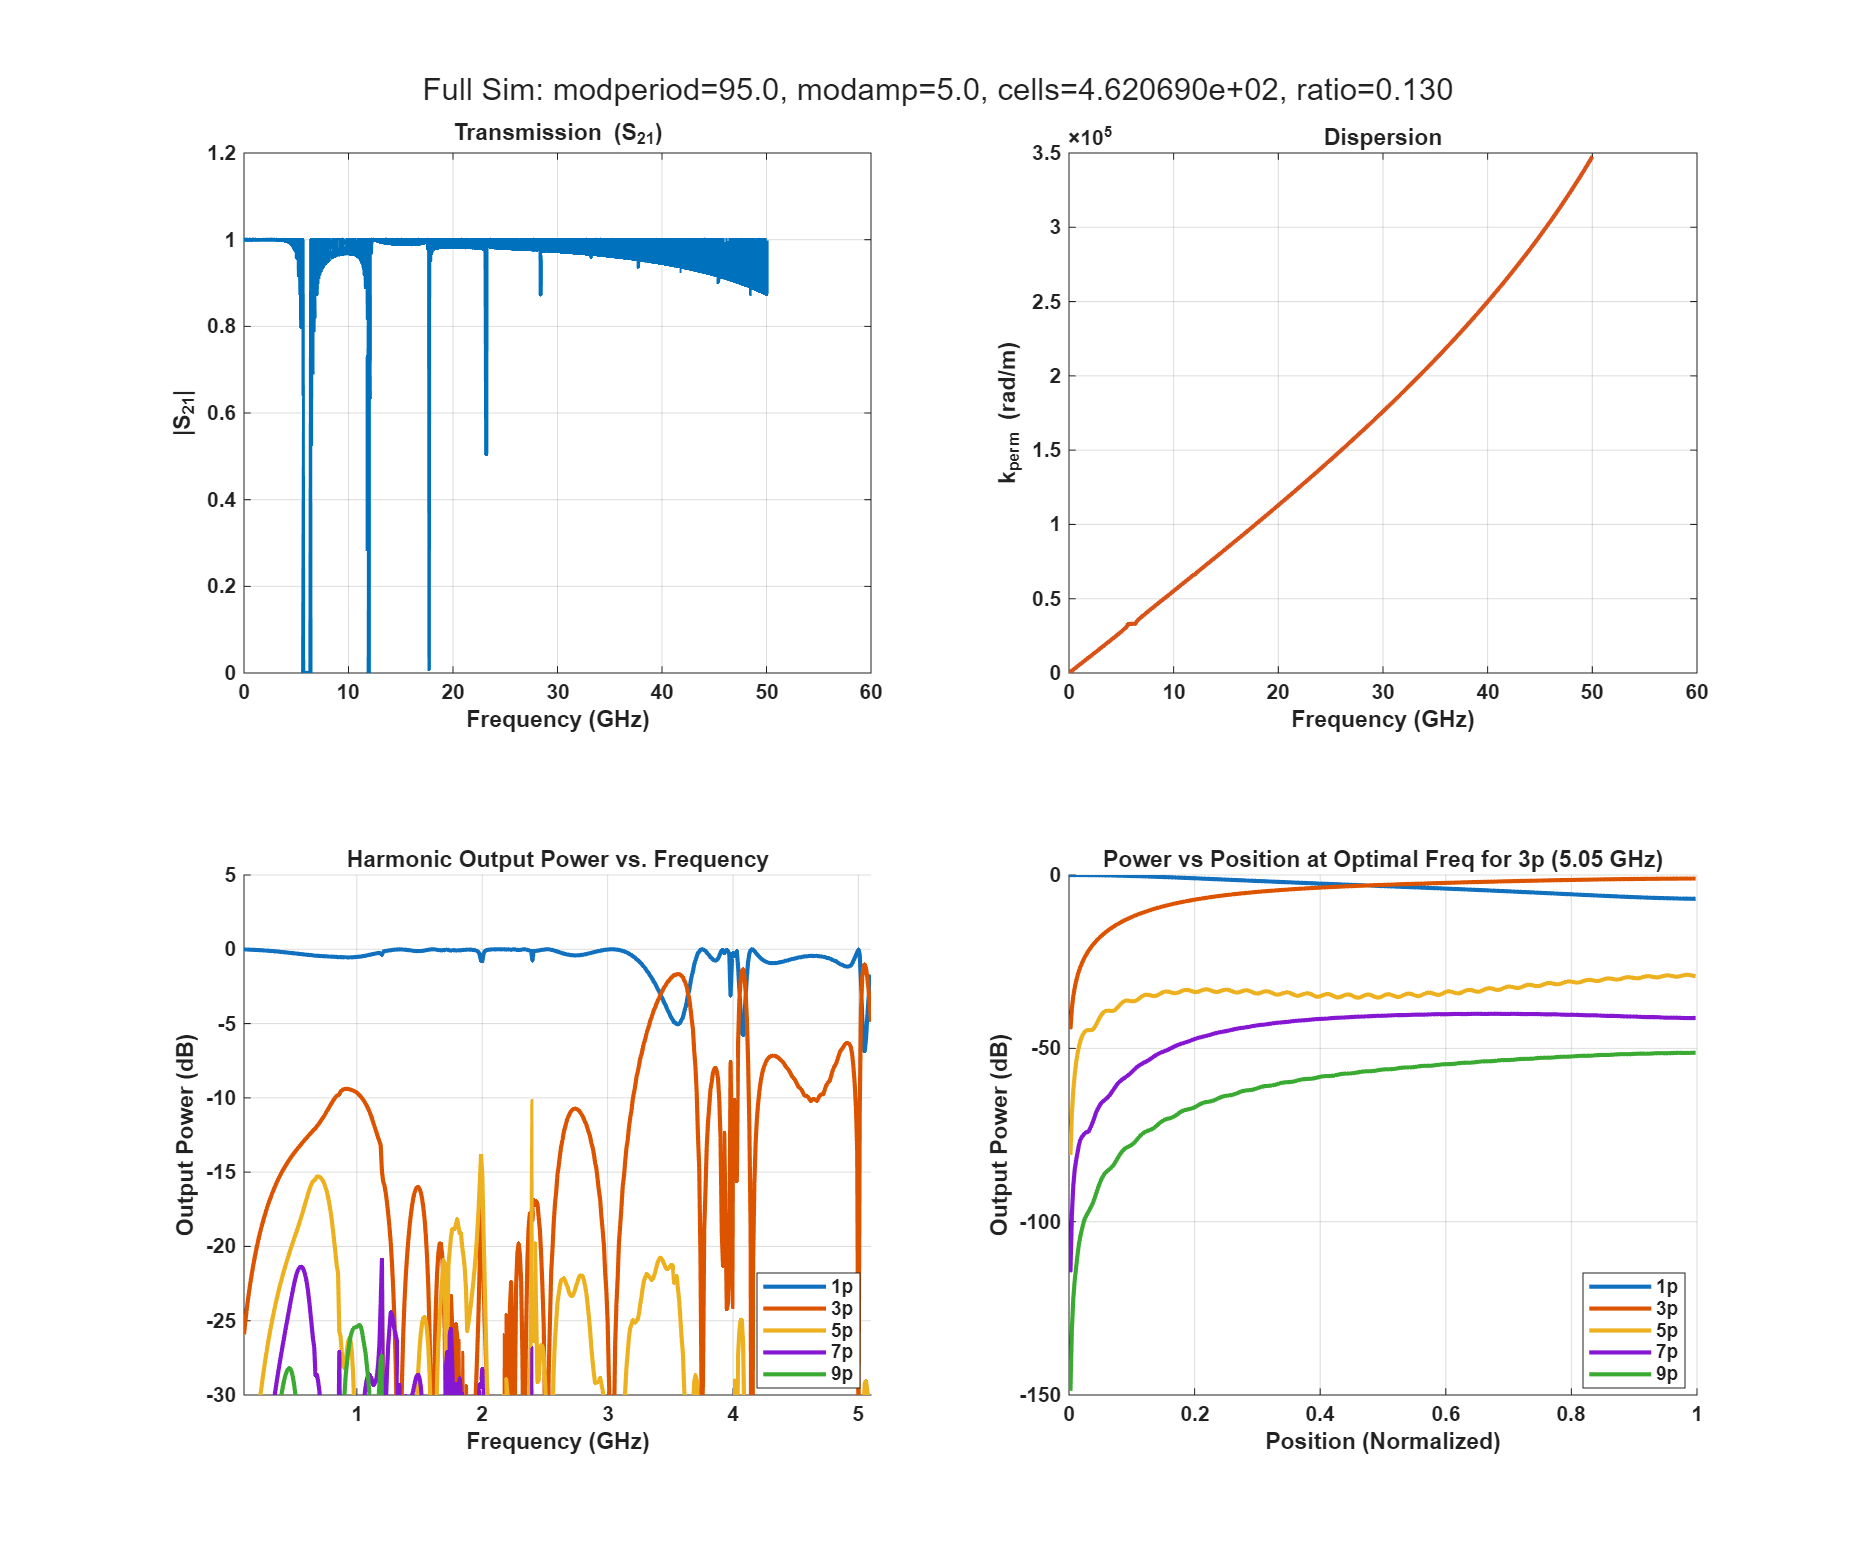 Full Sim: modperiod=95.0, modamp=5.0, cells=4.620690e+02, ratio=0.130
Transmission (S21)
1.2
1
0.8
0.6
0.4
0.2
0
|S21|
0 10 20 30 40 50 60
Frequency (GHz)
×10^5
Dispersion
3.5
3
2.5
2
1.5
1
0.5
0
kperm (rad/m)
0 10 20 30 40 50 60
Frequency (GHz)
Harmonic Output Power vs. Frequency
5
0
-5
-10
-15
-20
-25
-30
Output Power (dB)
1p
3p
5p
7p
9p
1 2 3 4 5
Frequency (GHz)
Power vs Position at Optimal Freq for 3p (5.05 GHz)
0
-50
-100
-150
Output Power (dB)
1p
3p
5p
7p
9p
0 0.2 0.4 0.6 0.8 1
Position (Normalized)